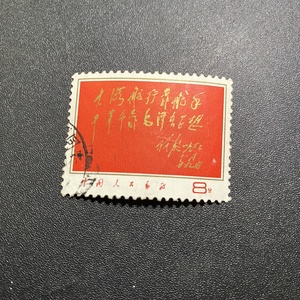 大海航行靠舵手
干革命靠毛泽东思想
中国人民邮政
8分